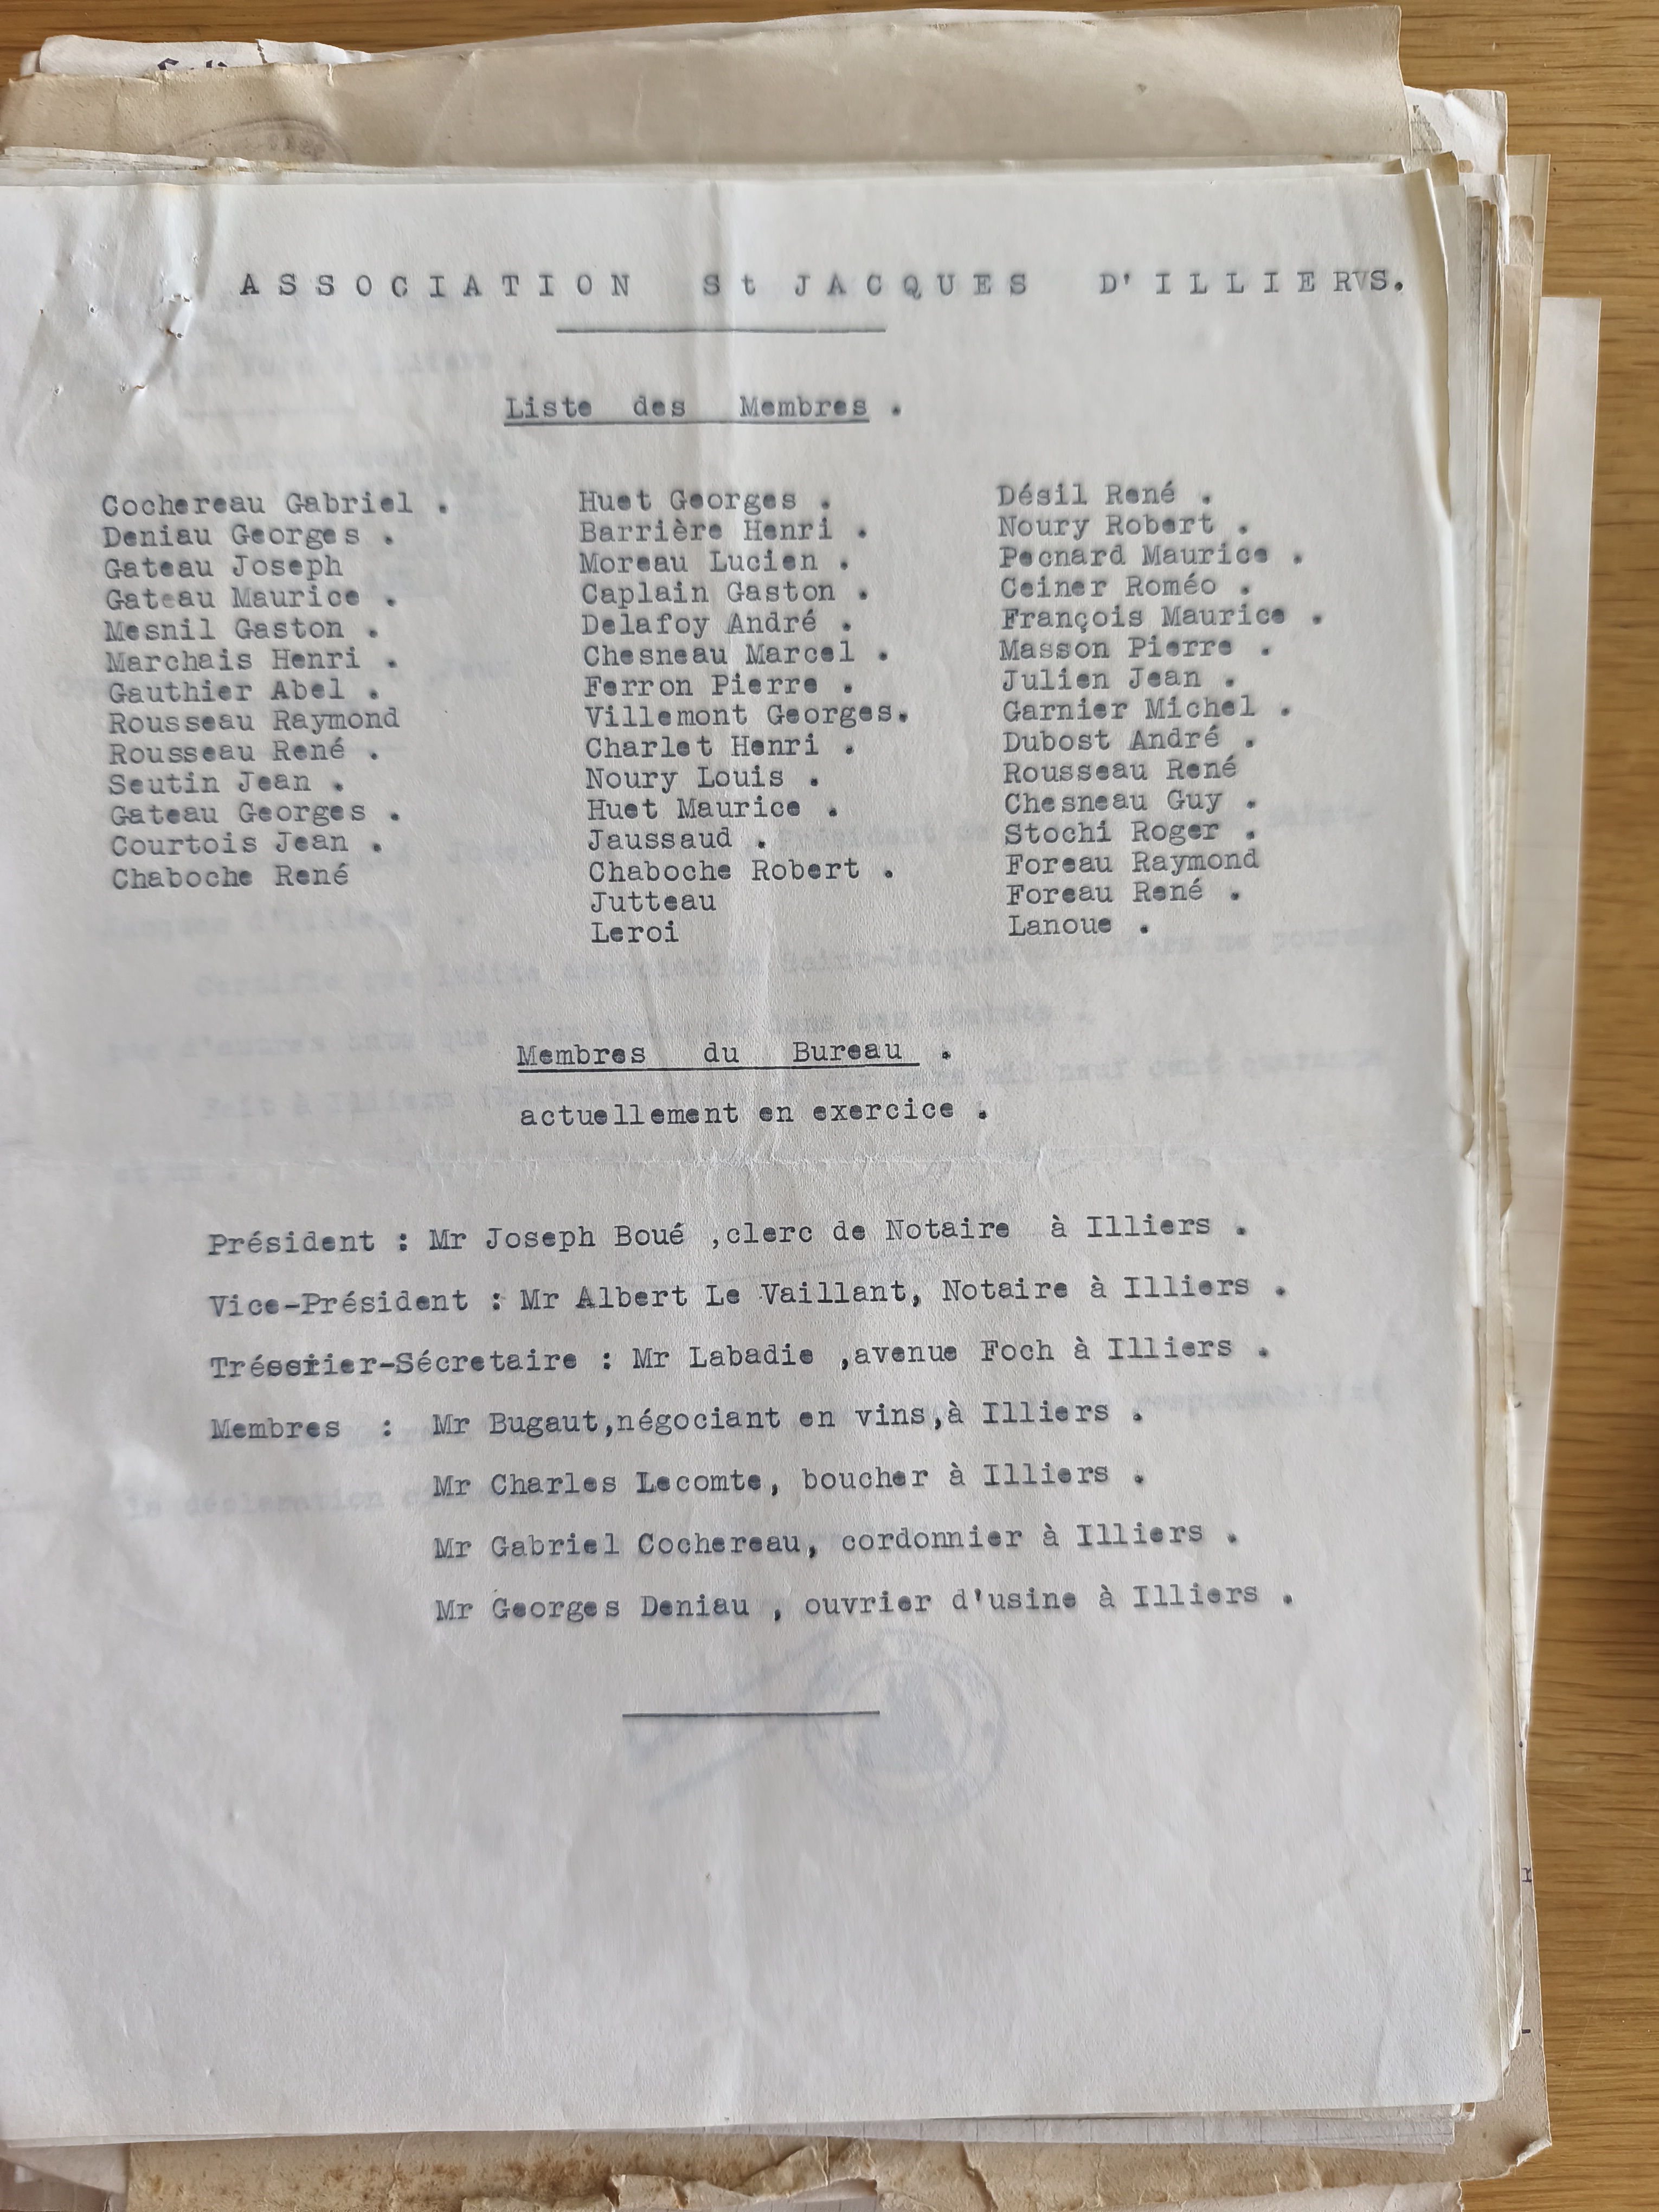 ASSOCIATION St JACQUES D'ILLIERVS.
Liste des Membres .
Cochereau Gabriel .
Deniau Georges .
Gateau Joseph
Gateau Maurice .
Mesnil Gaston .
Marchais Henri .
Gauthier Abel .
Rousseau Raymond
Rousseau René .
Seutin Jean .
Gateau Georges .
Courtois Jean .
Chaboche René
Huet Georges .
Barrière Henri .
Moreau Lucien .
Caplain Gaston .
Delafoy André .
Chesneau Marcel .
Ferron Pierre .
Villemont Georges.
Charlet Henri .
Noury Louis .
Huet Maurice .
Jaussaud .
Chaboche Robert .
Jutteau
Leroi
Désil René .
Noury Robert .
Pecnard Maurice .
Ceiner Roméo .
François Maurice .
Masson Pierre .
Julien Jean .
Garnier Michel .
Dubost André .
Rousseau René
Chesneau Guy .
Stochi Roger .
Foreau Raymond
Foreau René .
Lanoue .
Membres du Bureau .
actuellement en exercice .
Président : Mr Joseph Boué ,clerc de Notaire à Illiers .
Vice-Président : Mr Albert Le Vaillant, Notaire à Illiers .
-Sécretaire : Mr Labadie ,avenue Foch à Illiers .
Membres : Mr Bugaut,négociant en vins,à Illiers .
Mr Charles Lecomte, boucher à Illiers .
Mr Gabriel Cochereau, cordonnier à Illiers .
Mr Georges Deniau , ouvrier d'usine à Illiers .